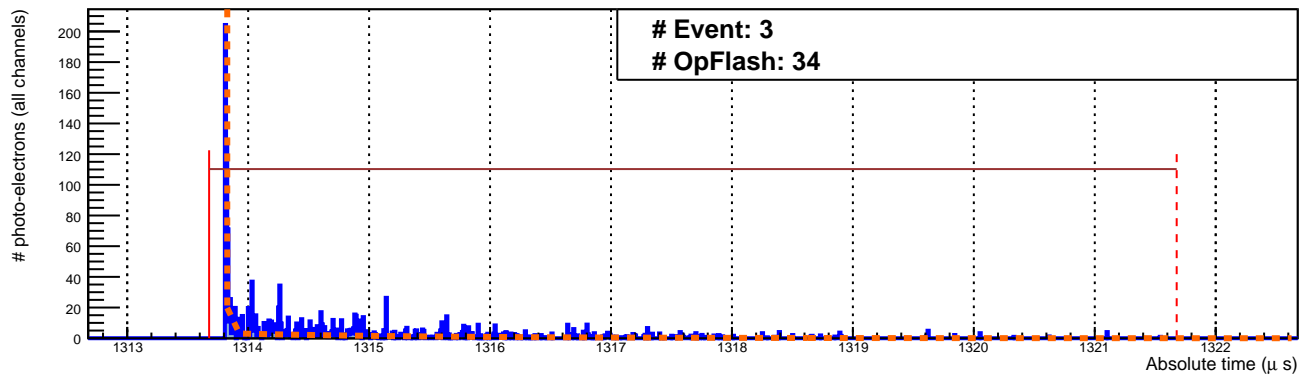 # Event: 3
# OpFlash: 34
# photo-electrons (all channels)
200
180
160
140
120
100
80
60
40
20
0
1313 1314 1315 1316 1317 1318 1319 1320 1321 1322
Absolute time (μ s)